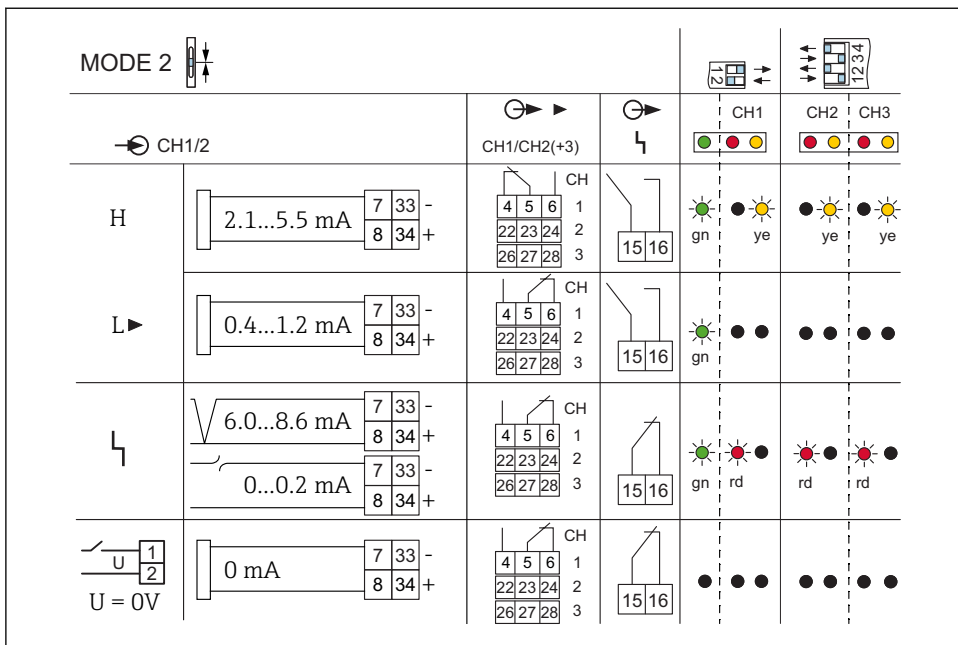 MODE 2
1 2
1 2 3 4
CH1/2
CH1/CH2(+3)
CH1
CH2
CH3
H
2.1...5.5 mA
7 33 -
8 34 +
CH
4 5 6 1
22 23 24 2
26 27 28 3
15 16
gn
ye
ye
ye
L
0.4...1.2 mA
7 33 -
8 34 +
CH
4 5 6 1
22 23 24 2
26 27 28 3
15 16
gn
6.0...8.6 mA
7 33 -
8 34 +
0...0.2 mA
7 33 -
8 34 +
CH
4 5 6 1
22 23 24 2
26 27 28 3
15 16
gn
rd
rd
rd
U
1
2
U = 0V
0 mA
7 33 -
8 34 +
CH
4 5 6 1
22 23 24 2
26 27 28 3
15 16